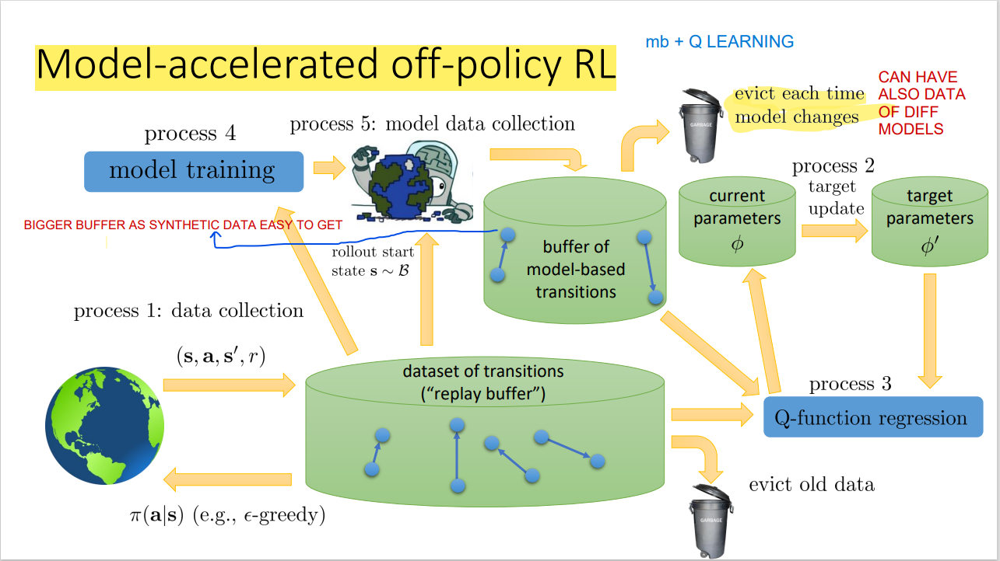 mb + Q LEARNING
Model-accelerated off-policy RL
CAN HAVE
ALSO DATA
OF DIFF
MODELS
evict each time
model changes
GARBAGE
process 4
model training
process 5: model data collection
process 2
target
update
current
parameters
ϕ
target
parameters
ϕ′
BIGGER BUFFER AS SYNTHETIC DATA EASY TO GET
rollout start
state s ∼ B
buffer of
model-based
transitions
process 1: data collection
(s, a, s′, r)
dataset of transitions
(“replay buffer”)
process 3
Q-function regression
π(a|s) (e.g., ϵ-greedy)
evict old data
GARBAGE